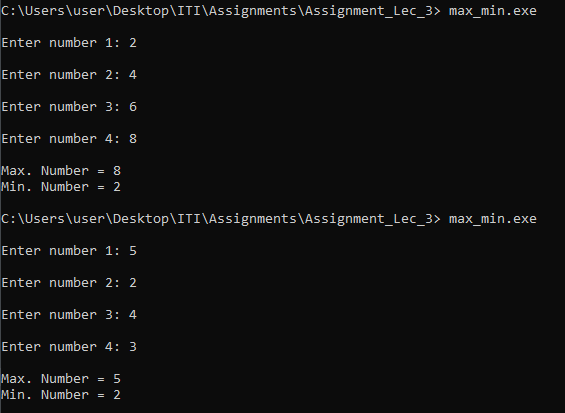 C:\Users\user\Desktop\ITI\Assignments\Assignment_Lec_3> max_min.exe
Enter number 1: 2
Enter number 2: 4
Enter number 3: 6
Enter number 4: 8
Max. Number = 8
Min. Number = 2
C:\Users\user\Desktop\ITI\Assignments\Assignment_Lec_3> max_min.exe
Enter number 1: 5
Enter number 2: 2
Enter number 3: 4
Enter number 4: 3
Max. Number = 5
Min. Number = 2